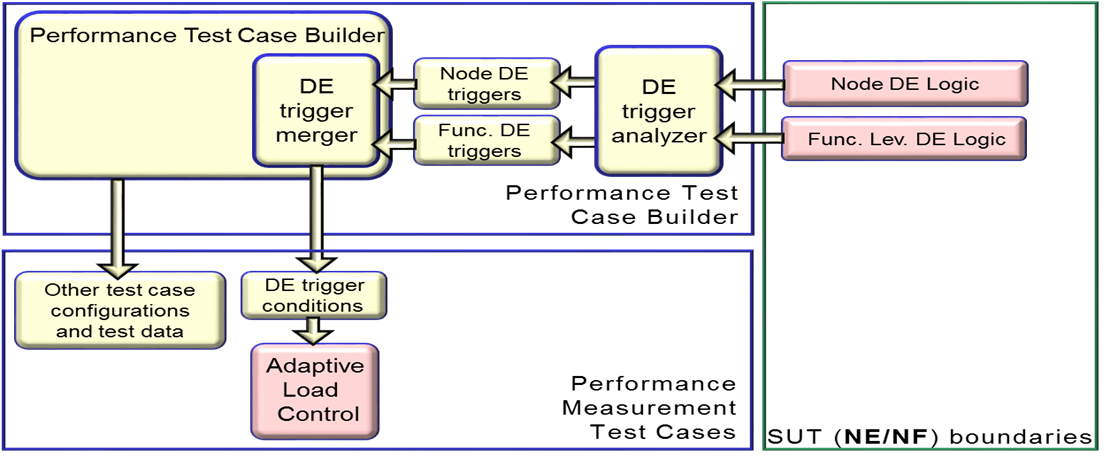 Performance Test Case Builder
DE
trigger
merger
Node DE
triggers
Func. DE
triggers
DE
trigger
analyzer
Node DE Logic
Func. Lev. DE Logic
Performance Test
Case Builder
Other test case
configurations
and test data
DE trigger
conditions
Adaptive
Load
Control
Performance
Measurement
Test Cases
SUT (NE/NF) boundaries